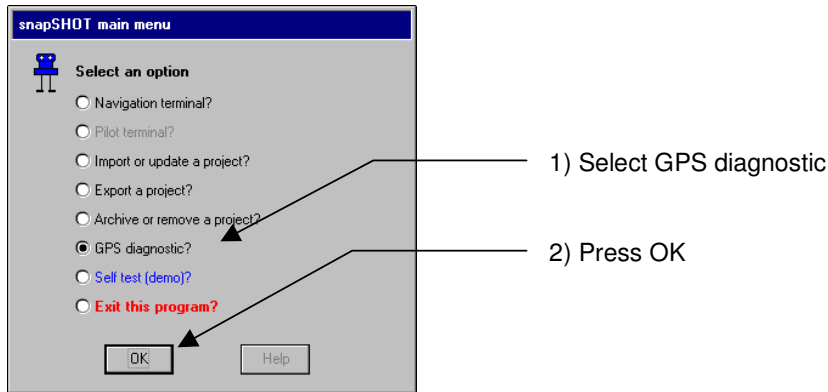 snapSHOT main menu
Select an option
Navigation terminal?
Pilot terminal?
Import or update a project?
Export a project?
Archive or remove a project?
GPS diagnostic?
Self test (demo)?
Exit this program?
OK
Help
1) Select GPS diagnostic
2) Press OK